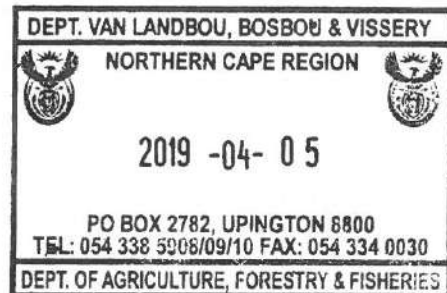 DEPT. VAN LANDBOU, BOSBOU & VISSERY
NORTHERN CAPE REGION
2019 -04- 05
PO BOX 2782, UPINGTON 8800
TEL: 054 338 5908/09/10 FAX: 054 334 0030
DEPT. OF AGRICULTURE, FORESTRY & FISHERIES